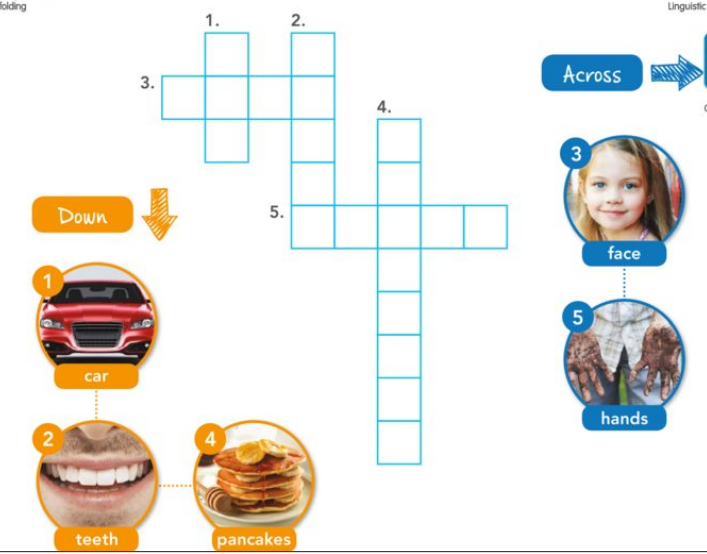 folding
Linguistic
1. 2.
Across
3.
4.
3
Down
5.
face
1
5
car
hands
2
4
teeth
pancakes